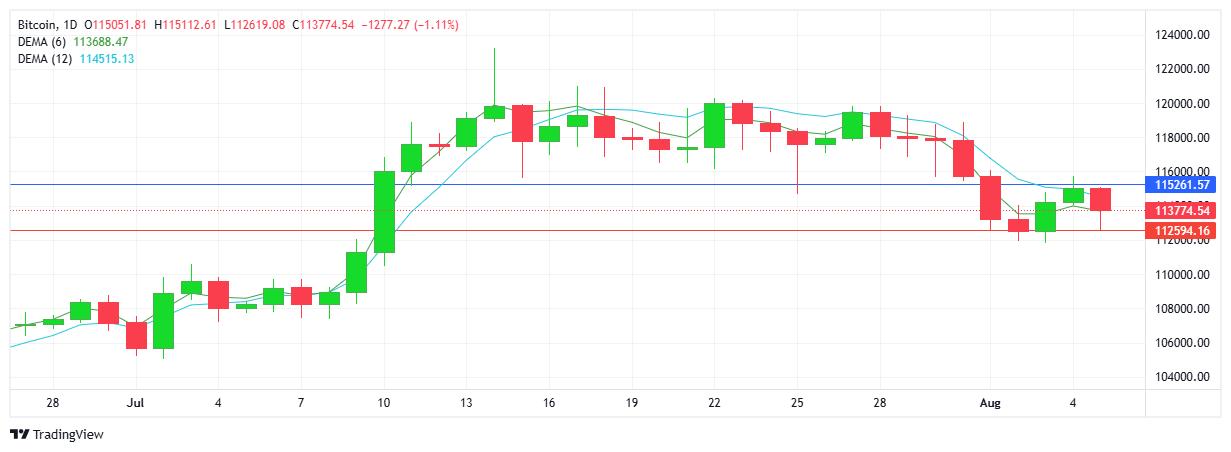 Bitcoin, 1D O115051.81 H115112.61 L112619.08 C113774.54 −1277.27 (−1.11%)
DEMA (6) 113688.47
DEMA (12) 114515.13
124000.00
122000.00
120000.00
118000.00
116000.00
115261.57
113774.54
112594.16
112000.00
110000.00
108000.00
106000.00
104000.00
28 Jul 4 7 10 13 16 19 22 25 28 Aug 4
TradingView